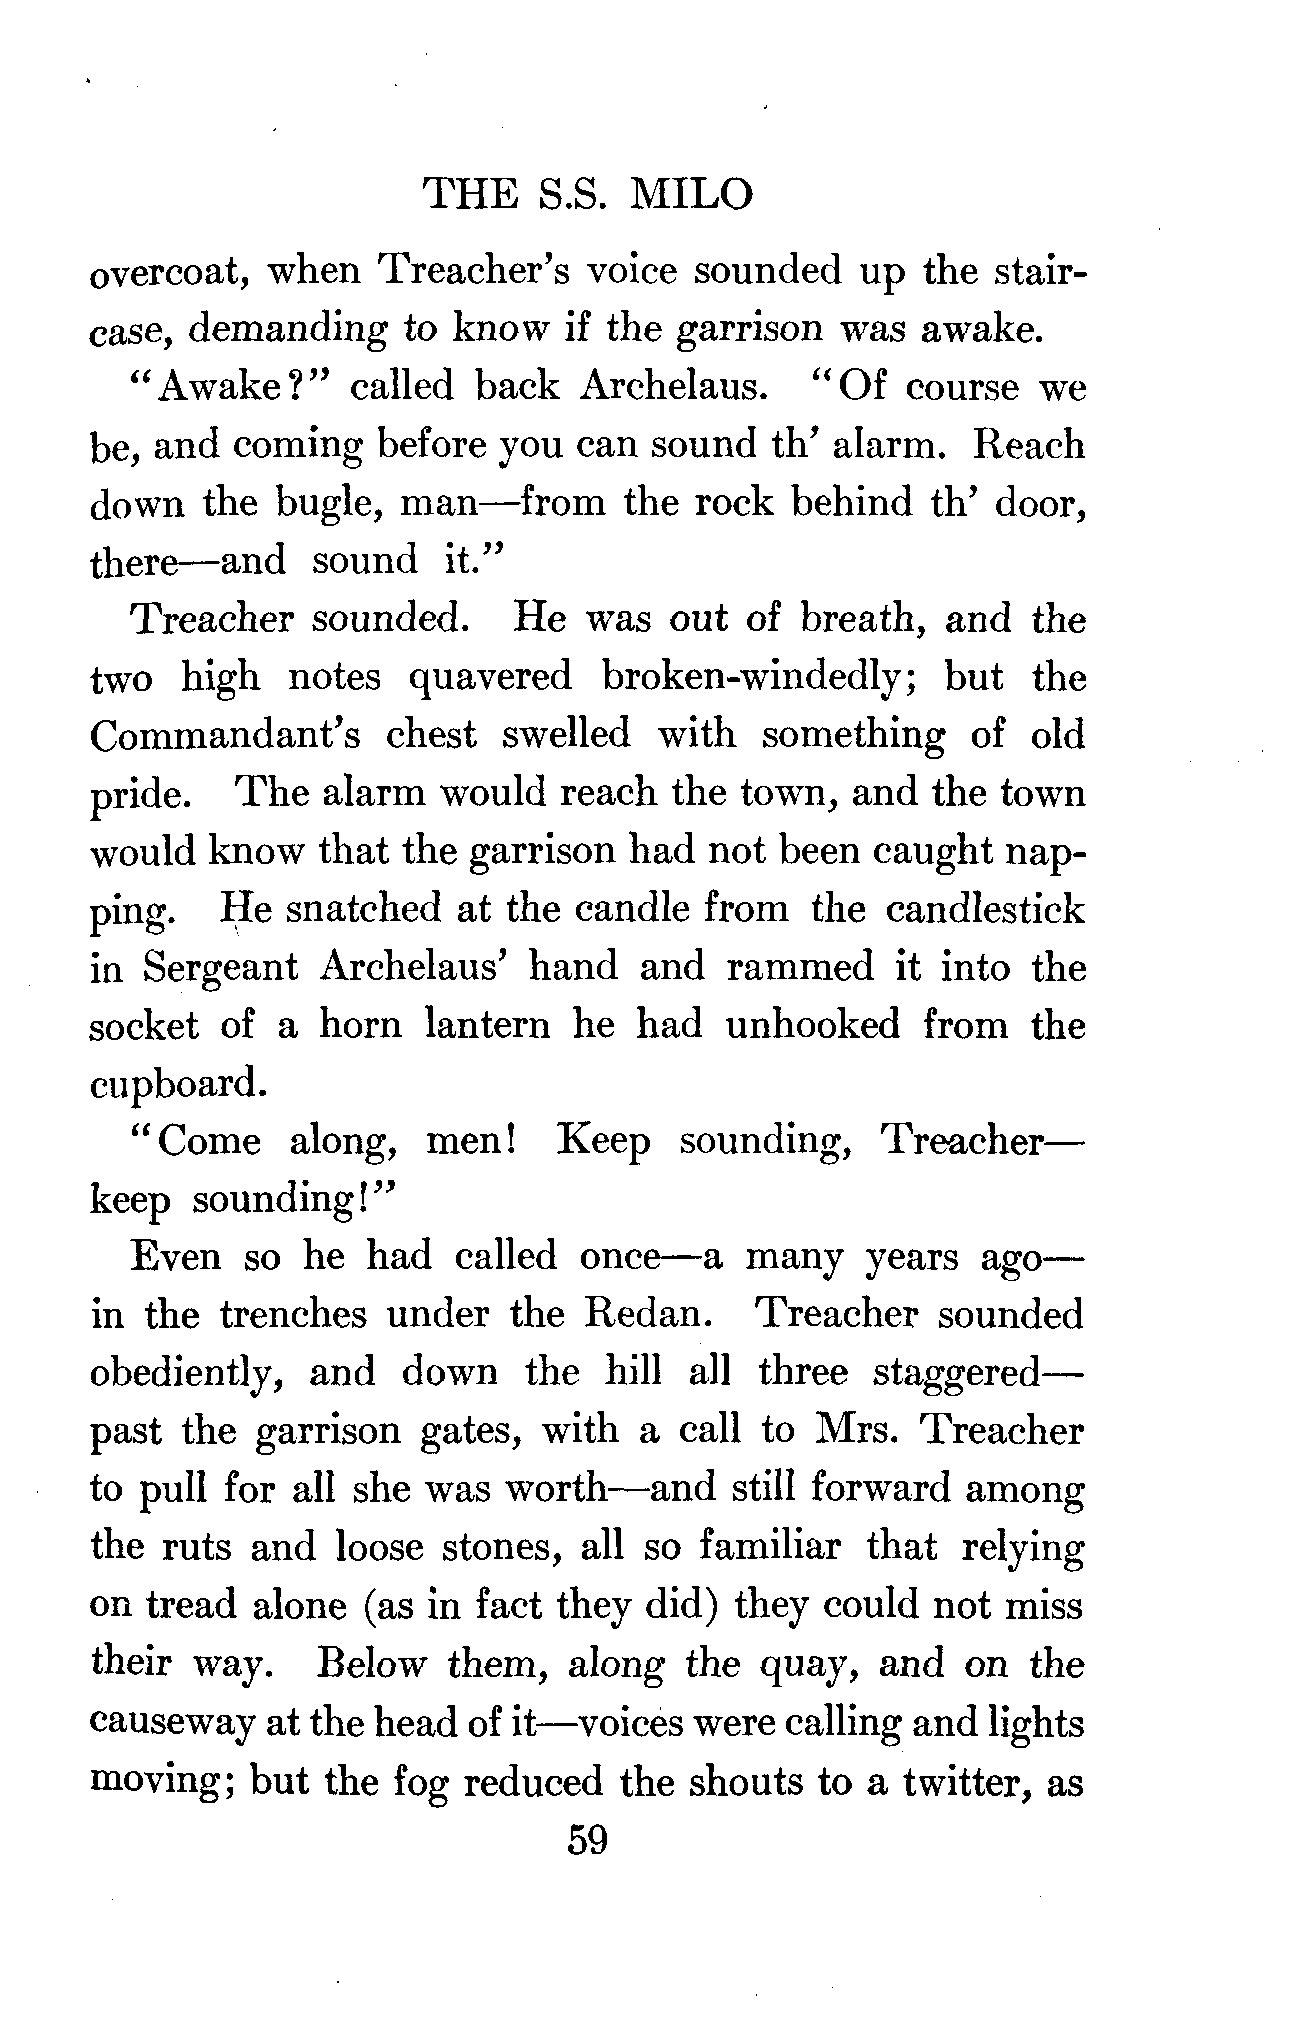 THE S.S. MILO
overcoat, when Treacher's voice sounded up the stair-
case, demanding to know if the garrison was awake.
"Awake?" called back Archelaus. "Of course we
be, and coming before you can sound th' alarm. Reach
down the bugle, man—from the rock behind th' door,
there—and sound it."
Treacher sounded. He was out of breath, and the
two high notes quavered broken-windedly; but the
Commandant's chest swelled with something of old
pride. The alarm would reach the town, and the town
would know that the garrison had not been caught nap-
ping. He snatched at the candle from the candlestick
in Sergeant Archelaus' hand and rammed it into the
socket of a horn lantern he had unhooked from the
cupboard.
"Come along, men! Keep sounding, Treacher—
keep sounding!"
Even so he had called once—a many years ago—
in the trenches under the Redan. Treacher sounded
obediently, and down the hill all three staggered—
past the garrison gates, with a call to Mrs. Treacher
to pull for all she was worth—and still forward among
the ruts and loose stones, all so familiar that relying
on tread alone (as in fact they did) they could not miss
their way. Below them, along the quay, and on the
causeway at the head of it—voices were calling and lights
moving; but the fog reduced the shouts to a twitter, as
59